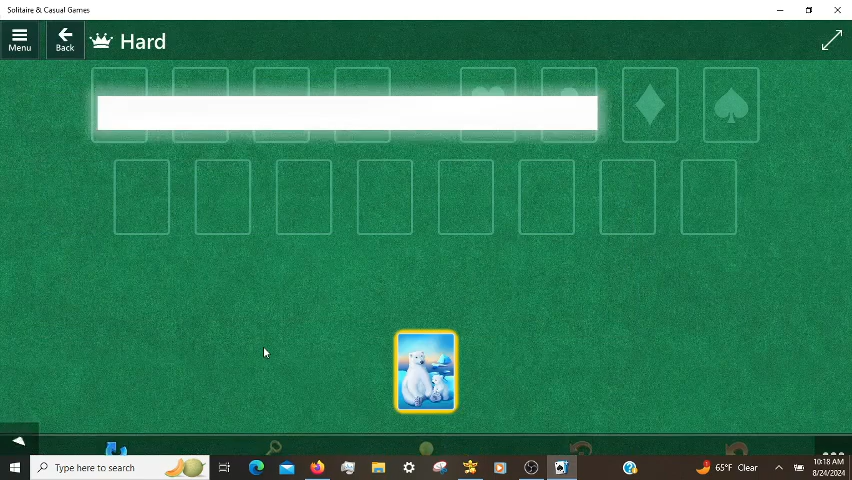 Solitaire & Casual Games
Menu
Back
Hard
Type here to search
65°F Clear
10:18 AM
8/24/2024